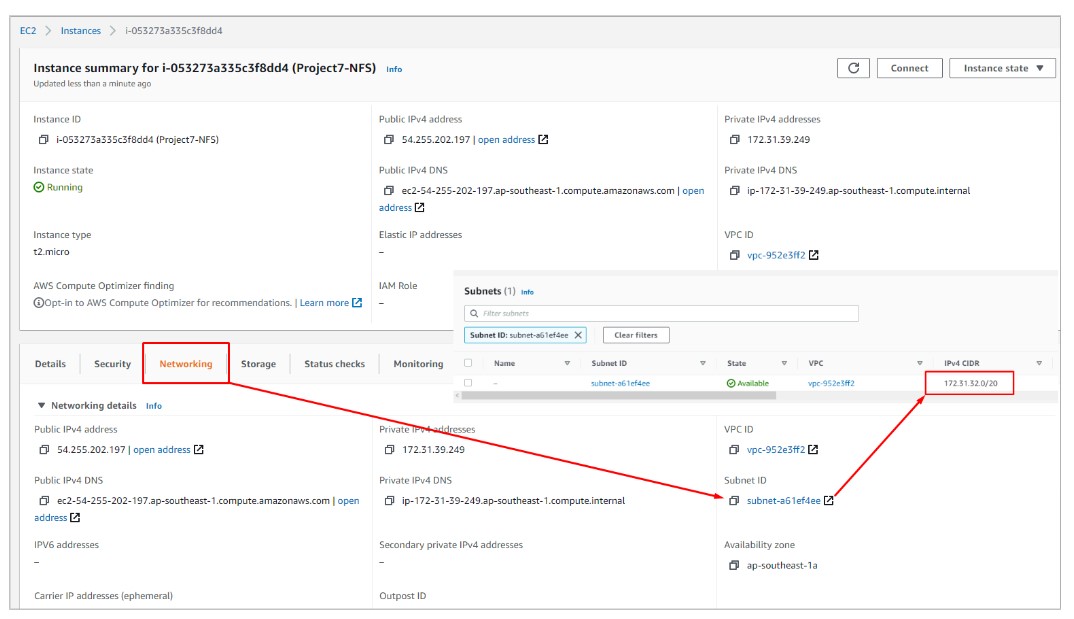 EC2 > Instances > i-053273a335c3f8dd4
Instance summary for i-053273a335c3f8dd4 (Project7-NFS) Info
Updated less than a minute ago
Connect
Instance state ▼
Instance ID
i-053273a335c3f8dd4 (Project7-NFS)
Public IPv4 address
54.255.202.197 | open address
Private IPv4 addresses
172.31.39.249
Instance state
Running
Public IPv4 DNS
ec2-54-255-202-197.ap-southeast-1.compute.amazonaws.com | open
address
Private IPv4 DNS
ip-172-31-39-249.ap-southeast-1.compute.internal
Instance type
t2.micro
Elastic IP addresses
–
VPC ID
vpc-952e3ff2
AWS Compute Optimizer finding
Opt-in to AWS Compute Optimizer for recommendations. | Learn more
IAM Role
–
Subnets (1) Info
Filter subnets
Subnet ID: subnet-a61ef4ee X
Clear filters
Name Subnet ID State VPC IPv4 CIDR
– subnet-a61ef4ee Available vpc-952e3ff2 172.31.32.0/20
Details Security Networking Storage Status checks Monitoring
▼ Networking details Info
Public IPv4 address
54.255.202.197 | open address
Private IPv4 addresses
172.31.39.249
VPC ID
vpc-952e3ff2
Public IPv4 DNS
ec2-54-255-202-197.ap-southeast-1.compute.amazonaws.com | open
address
Private IPv4 DNS
ip-172-31-39-249.ap-southeast-1.compute.internal
Subnet ID
subnet-a61ef4ee
IPV6 addresses
–
Secondary private IPv4 addresses
–
Availability zone
ap-southeast-1a
Carrier IP addresses (ephemeral)
Outpost ID